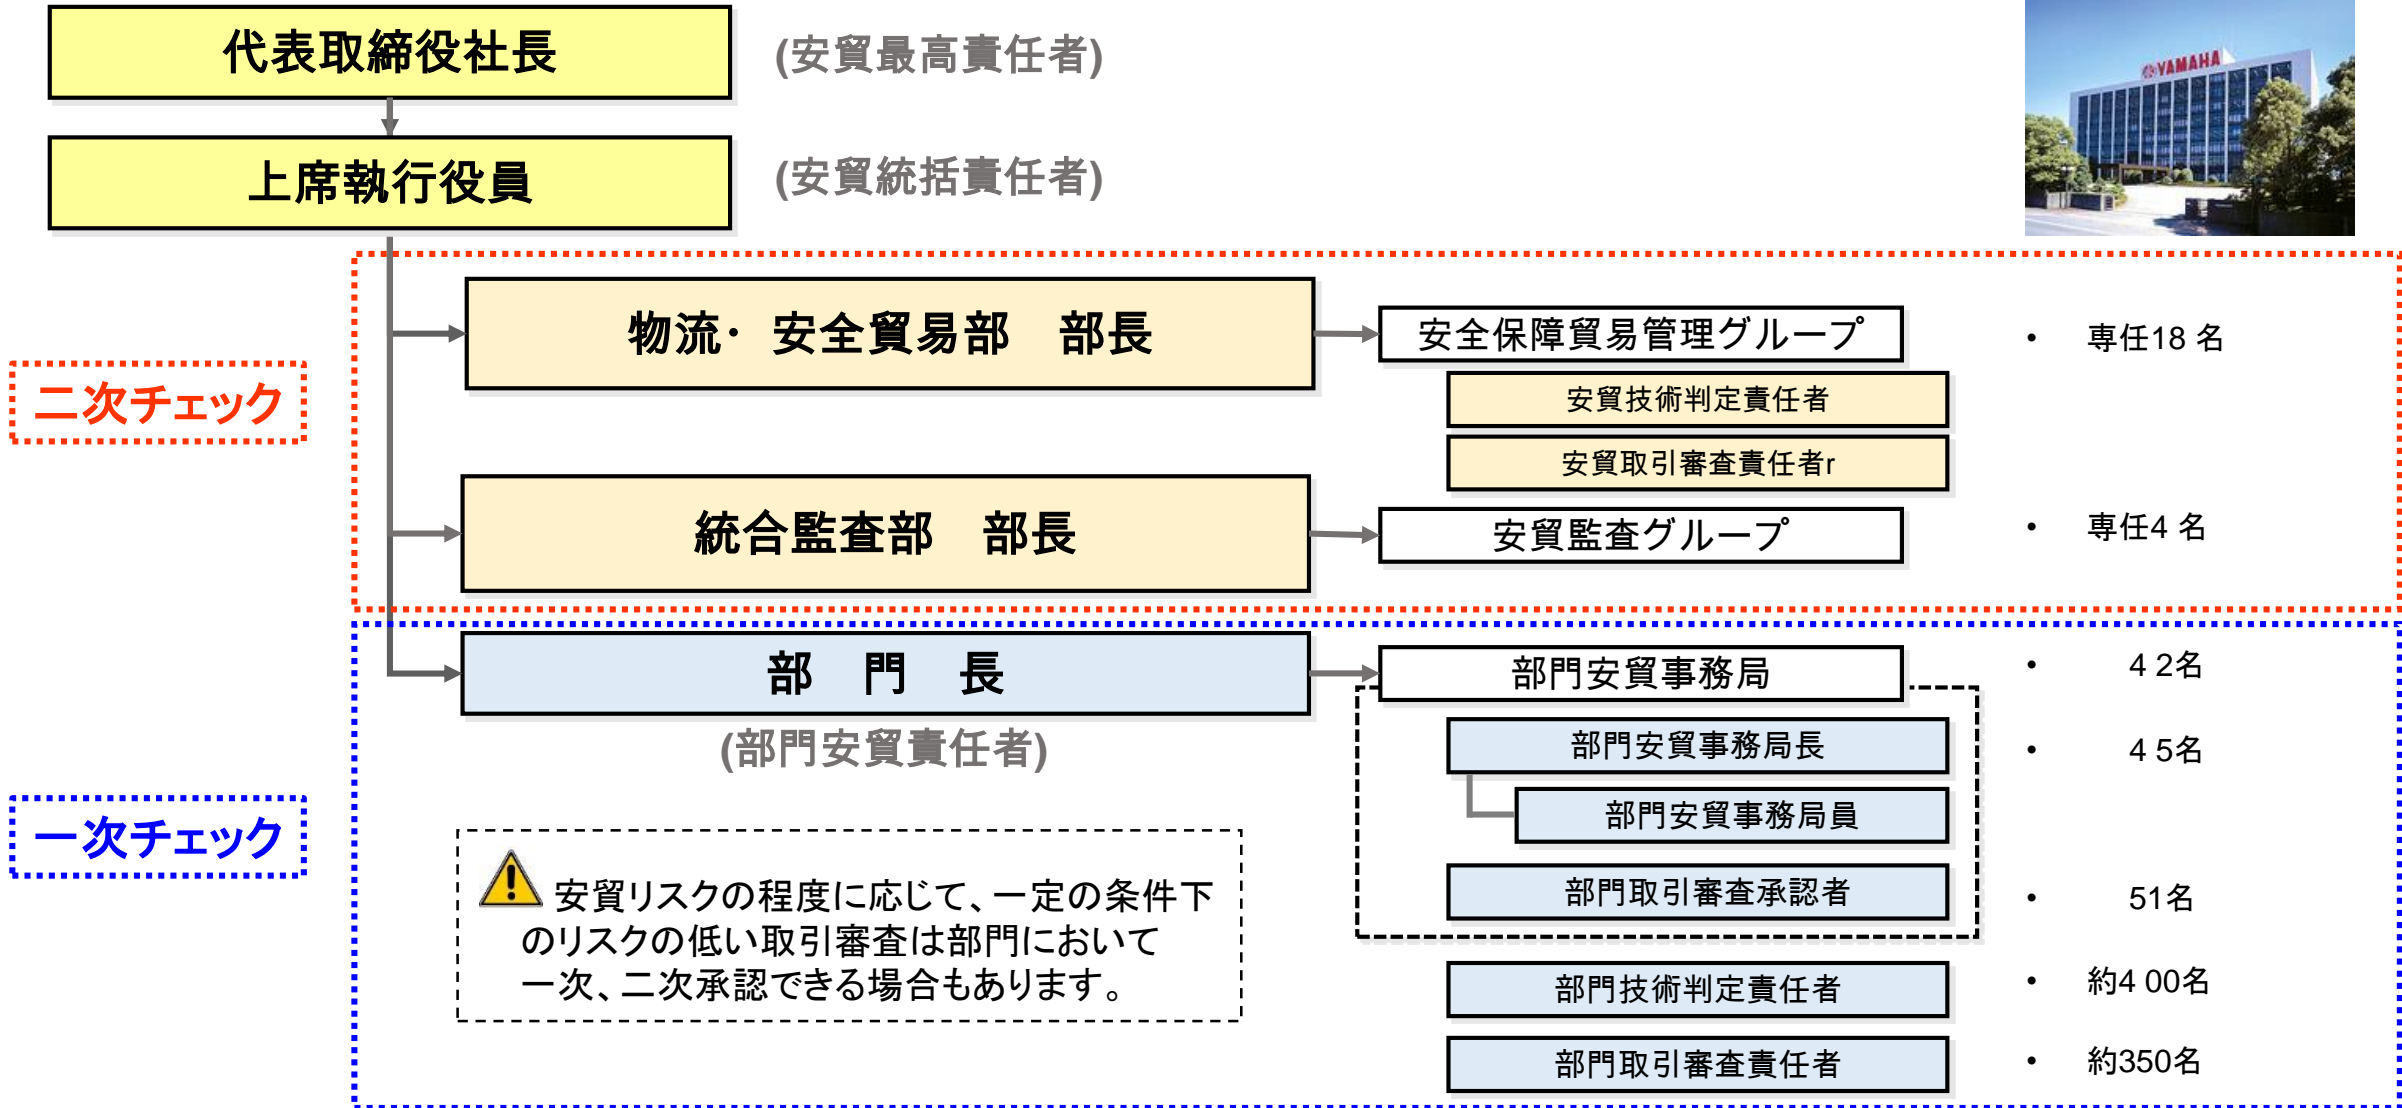 代表取締役社長
(安貿最高責任者)
YAMAHA
上席執行役員
(安貿統括責任者)
二次チェック
物流・ 安全貿易部　部長
安全保障貿易管理グループ
• 専任18 名
安貿技術判定責任者
安貿取引審査責任者r
統合監査部　部長
安貿監査グループ
• 専任4 名
一次チェック
部　門　長
(部門安貿責任者)
部門安貿事務局
• 4 2名
部門安貿事務局長
• 4 5名
部門安貿事務局員
部門取引審査承認者
• 51名
部門技術判定責任者
• 約4 00名
部門取引審査責任者
• 約350名
安貿リスクの程度に応じて、一定の条件下
のリスクの低い取引審査は部門において
一次、二次承認できる場合もあります。